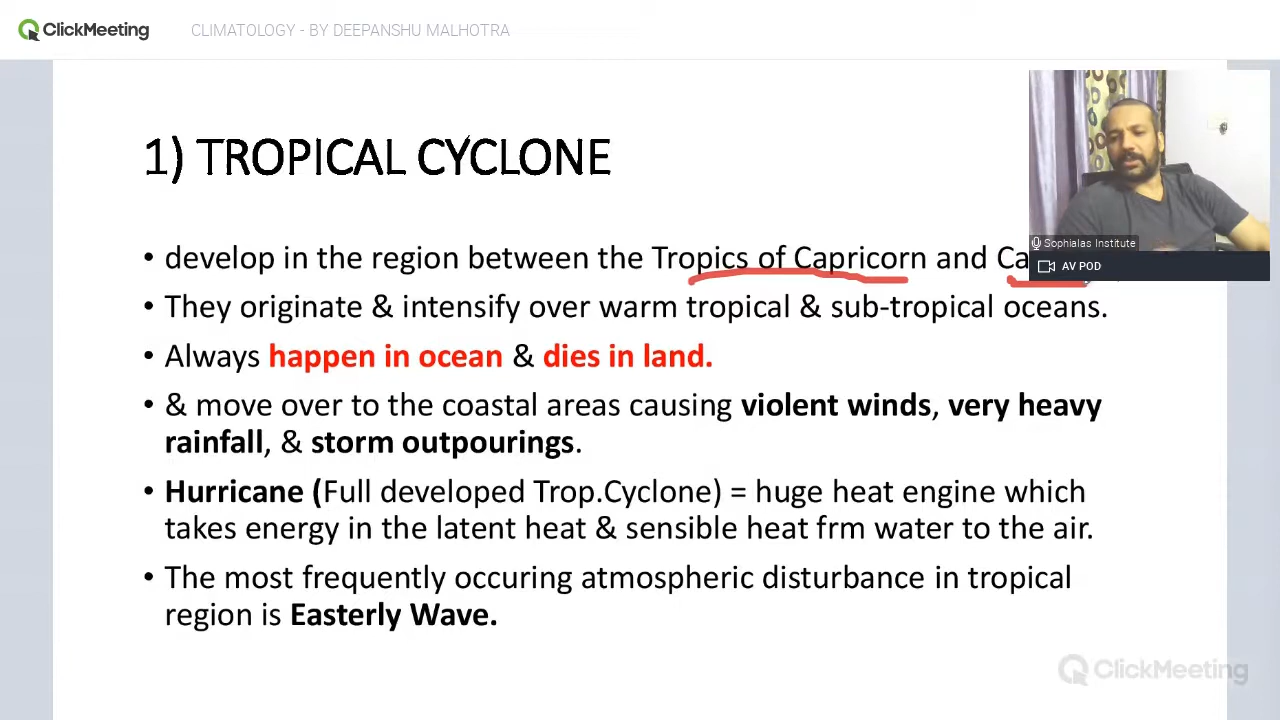 ClickMeeting
CLIMATOLOGY - BY DEEPANSHU MALHOTRA
1) TROPICAL CYCLONE
• develop in the region between the Tropics of Capricorn and
Sophialas Institute
AV POD
• They originate & intensify over warm tropical & sub-tropical oceans.
• Always happen in ocean & dies in land.
• & move over to the coastal areas causing violent winds, very heavy
rainfall, & storm outpourings.
• Hurricane (Full developed Trop.Cyclone) = huge heat engine which
takes energy in the latent heat & sensible heat frm water to the air.
• The most frequently occuring atmospheric disturbance in tropical
region is Easterly Wave.
ClickMeeting